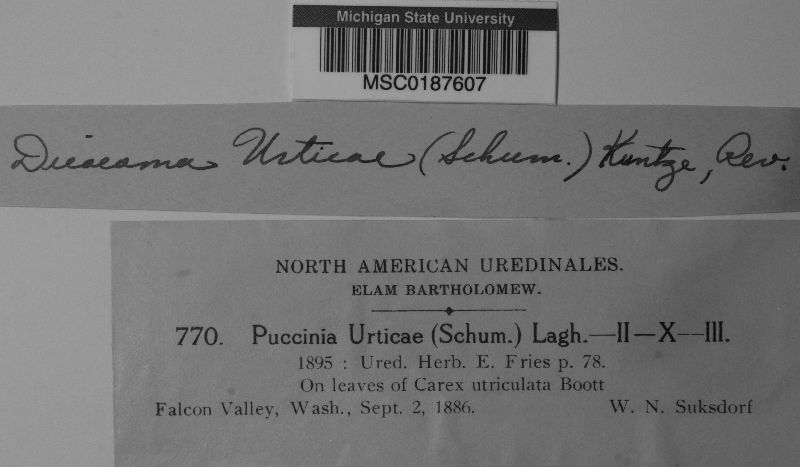 Michigan State University
MSC0187607
Dicaeoma Urticae (Schum.) Kuntze, Rev.
NORTH AMERICAN UREDINALES.
ELAM BARTHOLOMEW.
770. Puccinia Urticae (Schum.) Lagh.—II—X—III.
1895 : Ured. Herb. E. Fries p. 78.
On leaves of Carex utriculata Boott
Falcon Valley, Wash., Sept. 2, 1886. W. N. Suksdorf